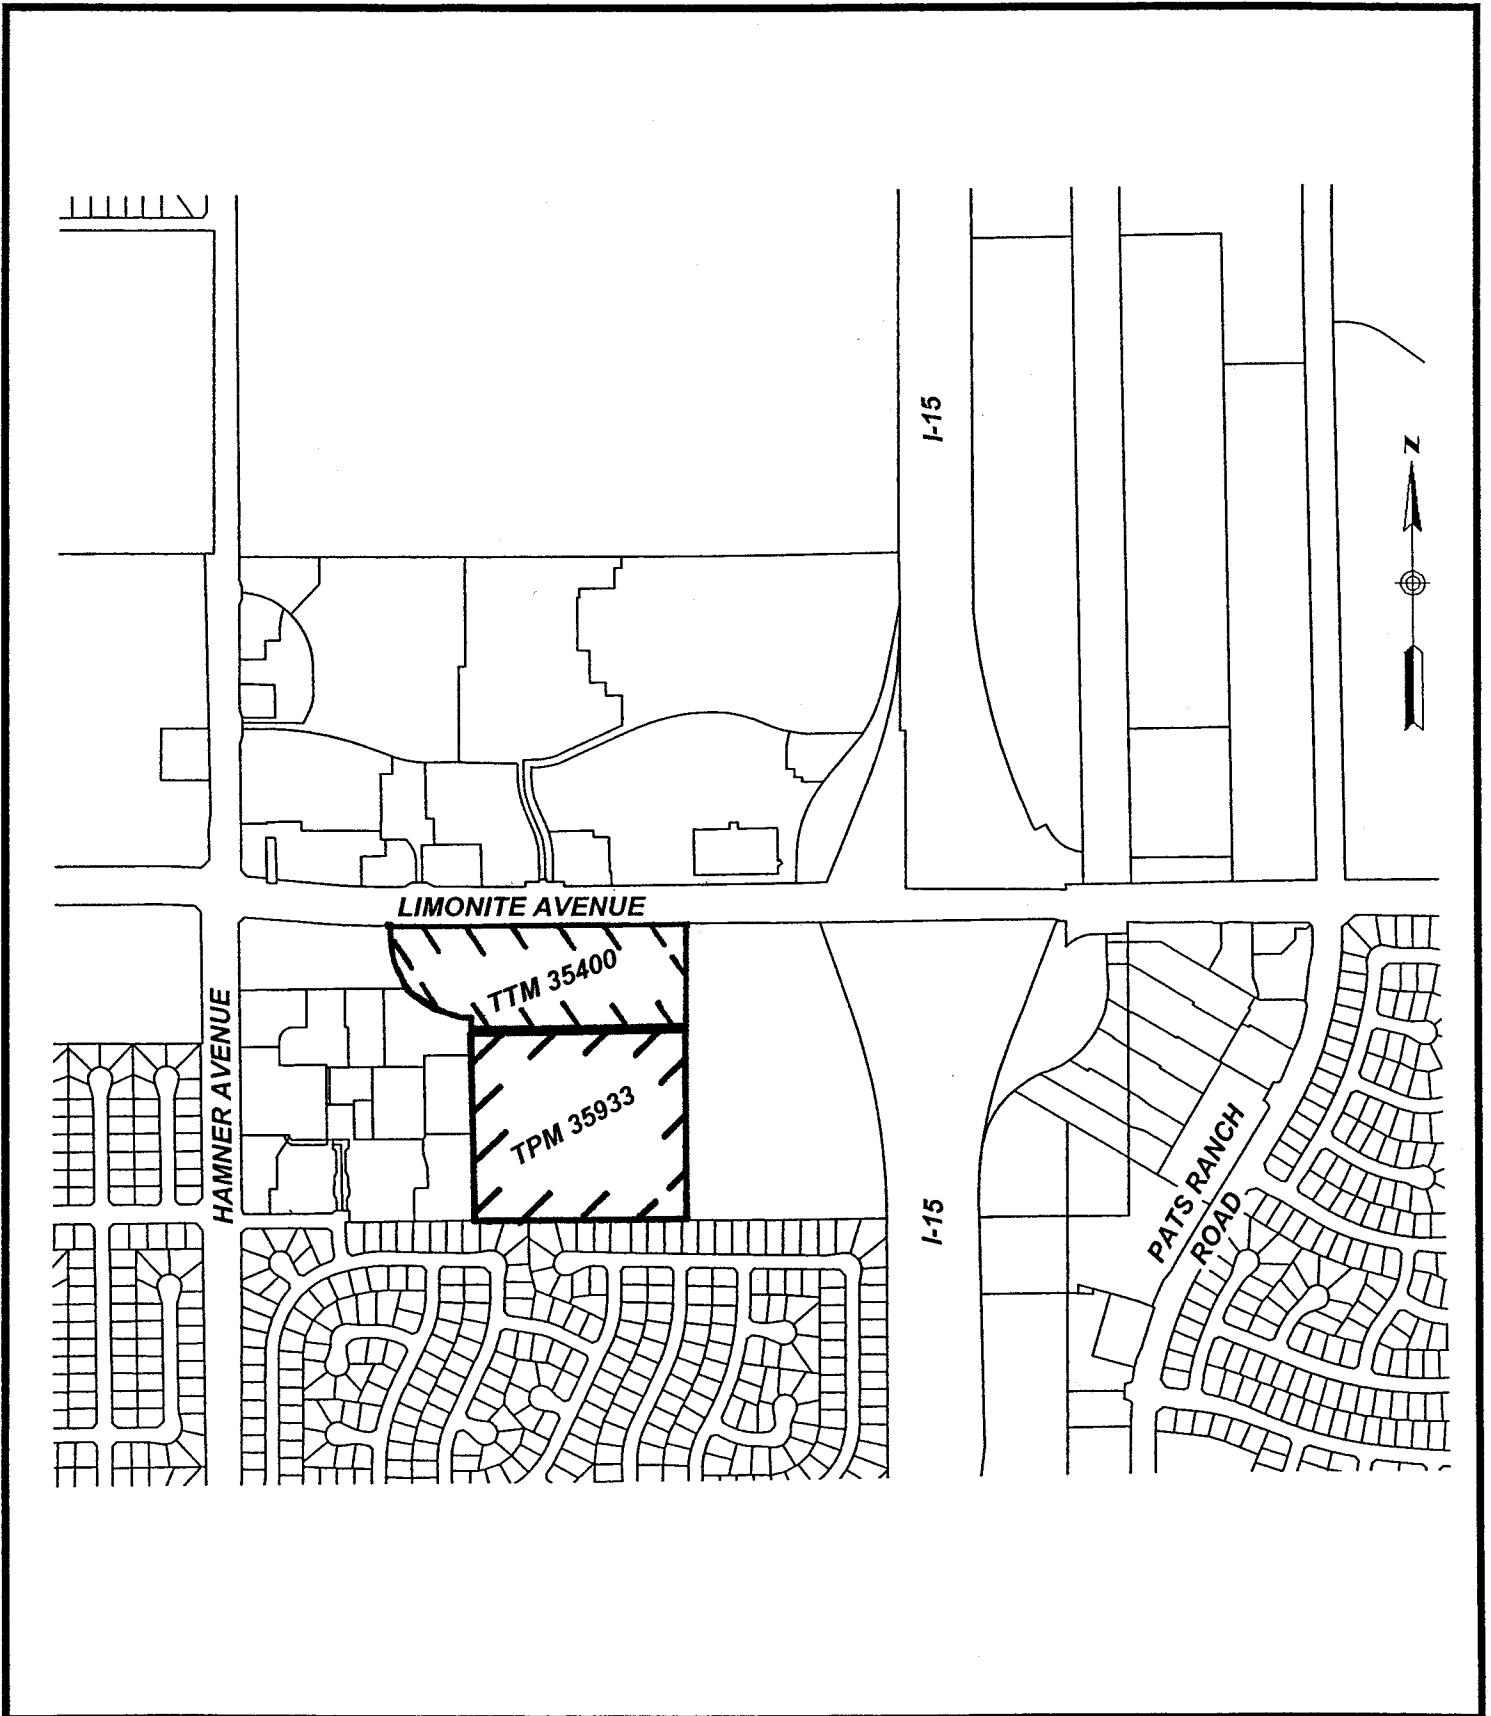 I-15
N
LIMONITE AVENUE
TTM 35400
HAMNER AVENUE
TPM 35933
PATS RANCH
ROAD
I-15